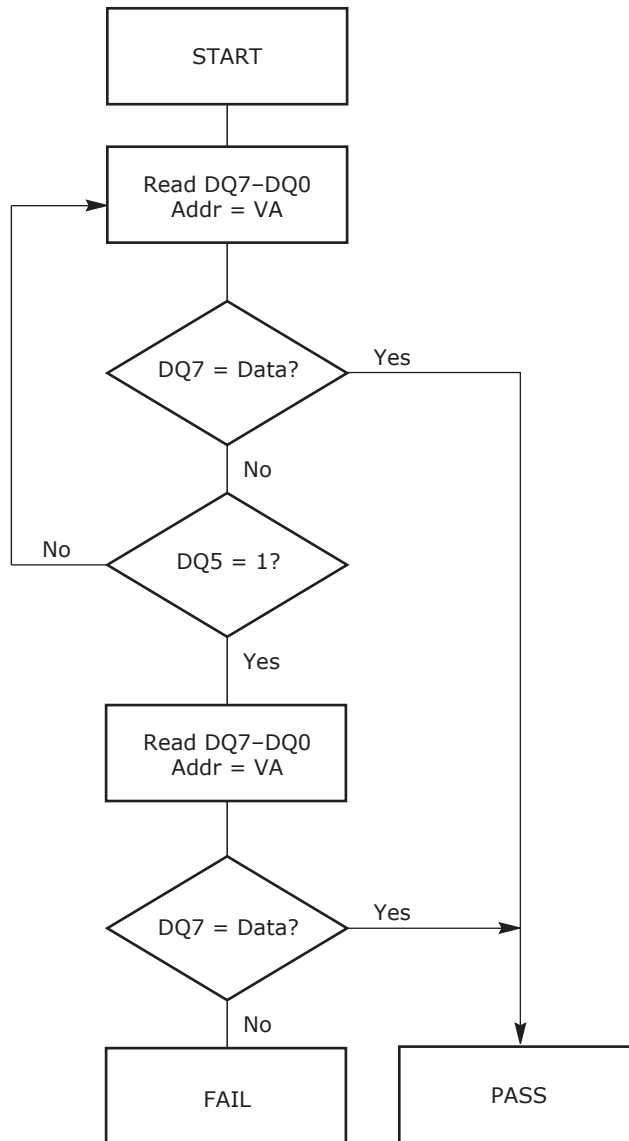 START
Read DQ7–DQ0
Addr = VA
DQ7 = Data?
Yes
No
No
DQ5 = 1?
Yes
Read DQ7–DQ0
Addr = VA
DQ7 = Data?
Yes
No
FAIL
PASS